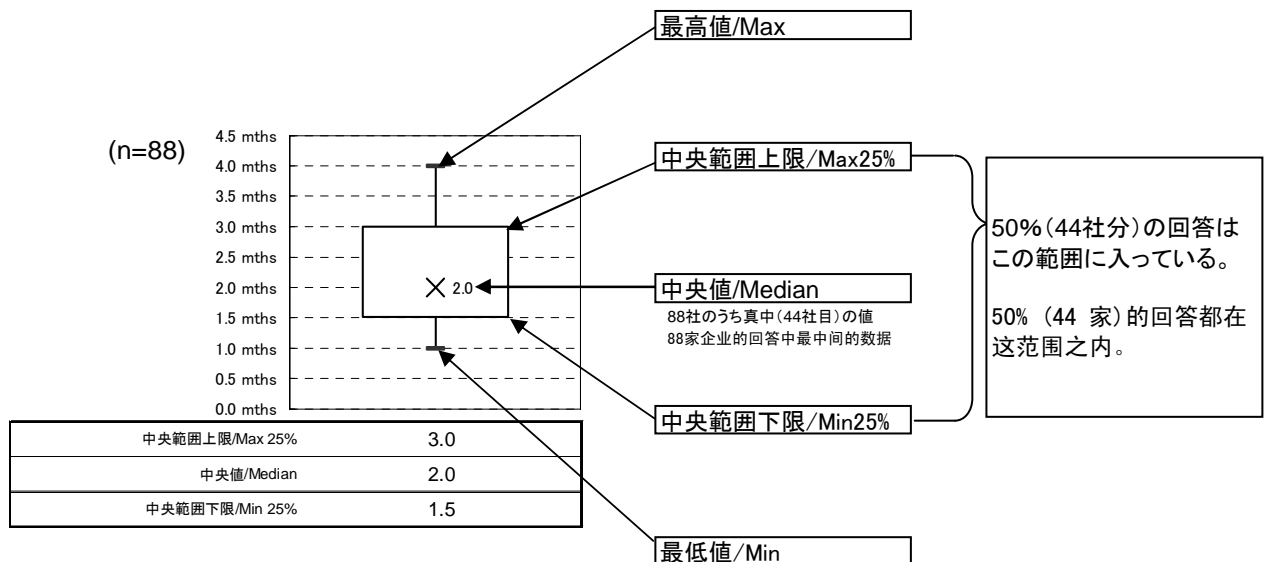 最高値/Max
(n=88)
4.5 mths
4.0 mths
3.5 mths
3.0 mths
2.5 mths
2.0 mths
1.5 mths
1.0 mths
0.5 mths
0.0 mths
2.0
中央範囲上限/Max25%
中央値/Median
88社のうち真中(44社目)の値
88家企业的回答中最中间的数据
中央範囲下限/Min25%
50%(44社分)の回答は
この範囲に入っている。
50% (44 家)的回答都在
这范围之内。
中央範囲上限/Max 25% 3.0
中央値/Median 2.0
中央範囲下限/Min 25% 1.5
最低値/Min